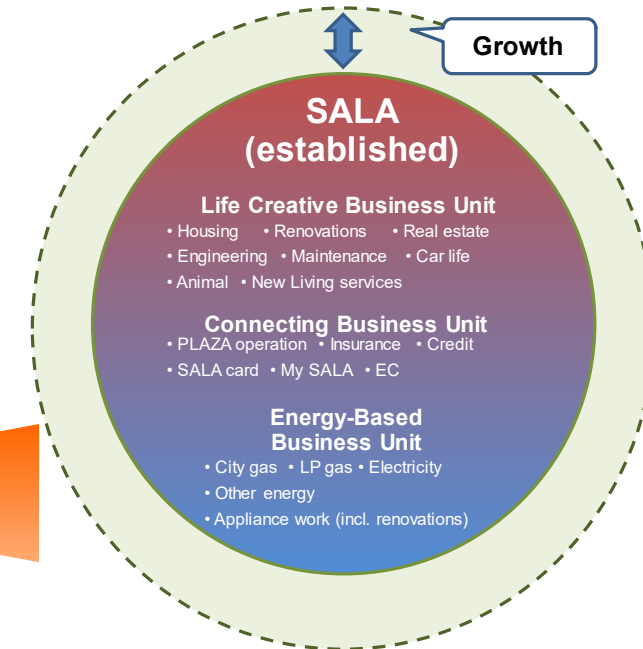 Growth
SALA
(established)
Life Creative Business Unit
• Housing • Renovations • Real estate
• Engineering • Maintenance • Car life
• Animal • New Living services
Connecting Business Unit
• PLAZA operation • Insurance • Credit
• SALA card • My SALA • EC
Energy-Based
Business Unit
• City gas • LP gas • Electricity
• Other energy
• Appliance work (incl. renovations)